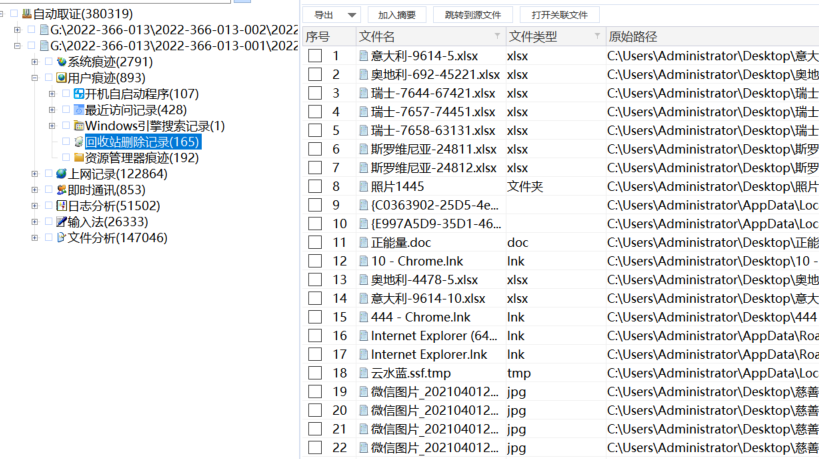 自动取证(380319)
G:\2022-366-013\2022-366-013-002\2022
G:\2022-366-013\2022-366-013-001\2022
系统痕迹(2791)
用户痕迹(893)
开机自启动程序(107)
最近访问记录(428)
Windows引擎搜索记录(1)
回收站删除记录(165)
资源管理器痕迹(192)
上网记录(122864)
即时通讯(853)
日志分析(51502)
输入法(26333)
文件分析(147046)
导出 加入摘要 跳转到源文件 打开关联文件
序号 文件名 文件类型 原始路径
1 意大利-9614-5.xlsx xlsx C:\Users\Administrator\Desktop\意大
2 奥地利-692-45221.xlsx xlsx C:\Users\Administrator\Desktop\奥地
3 瑞士-7644-67421.xlsx xlsx C:\Users\Administrator\Desktop\瑞士
4 瑞士-7657-74451.xlsx xlsx C:\Users\Administrator\Desktop\瑞士
5 瑞士-7658-63131.xlsx xlsx C:\Users\Administrator\Desktop\瑞士
6 斯罗维尼亚-24811.xlsx xlsx C:\Users\Administrator\Desktop\斯罗
7 斯罗维尼亚-24812.xlsx xlsx C:\Users\Administrator\Desktop\斯罗
8 照片1445 文件夹 C:\Users\Administrator\Desktop\照片
9 {C0363902-25D5-4e... C:\Users\Administrator\AppData\Loc
10 {E997A5D9-35D1-46... C:\Users\Administrator\AppData\Loc
11 正能量.doc doc C:\Users\Administrator\Desktop\正能
12 10 - Chrome.lnk lnk C:\Users\Administrator\Desktop\10 -
13 奥地利-4478-5.xlsx xlsx C:\Users\Administrator\Desktop\奥地
14 意大利-9614-10.xlsx xlsx C:\Users\Administrator\Desktop\意大
15 444 - Chrome.lnk lnk C:\Users\Administrator\Desktop\444
16 Internet Explorer (64... lnk C:\Users\Administrator\AppData\Roa
17 Internet Explorer.lnk lnk C:\Users\Administrator\AppData\Roa
18 云水蓝.ssf.tmp tmp C:\Users\Administrator\AppData\Loc
19 微信图片_202104012... jpg C:\Users\Administrator\Desktop\慈善
20 微信图片_202104012... jpg C:\Users\Administrator\Desktop\慈善
21 微信图片_202104012... jpg C:\Users\Administrator\Desktop\慈善
22 微信图片_202104012... jpg C:\Users\Administrator\Desktop\慈善